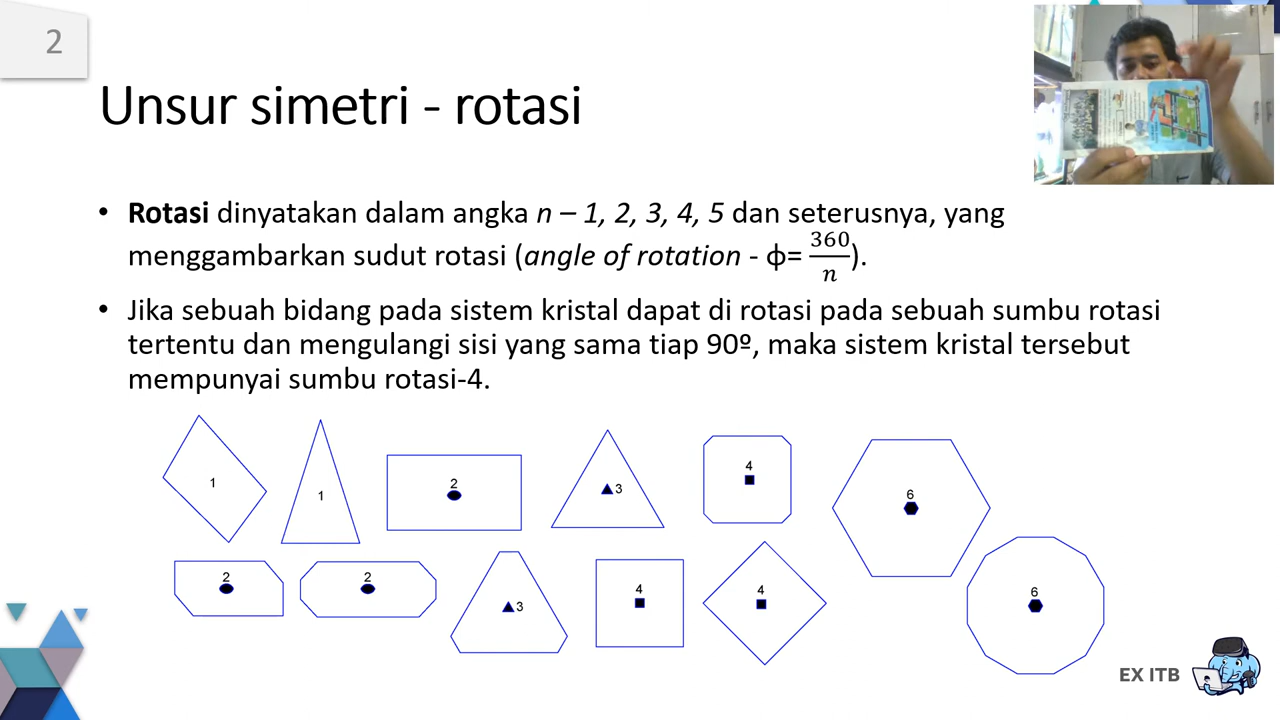 2
Unsur simetri - rotasi
• Rotasi dinyatakan dalam angka n – 1, 2, 3, 4, 5 dan seterusnya, yang
menggambarkan sudut rotasi (angle of rotation - ϕ= 360/n).
• Jika sebuah bidang pada sistem kristal dapat di rotasi pada sebuah sumbu rotasi
tertentu dan mengulangi sisi yang sama tiap 90º, maka sistem kristal tersebut
mempunyai sumbu rotasi-4.
1 1 2 3 4 6
2 2 3 4 4 6
EX ITB